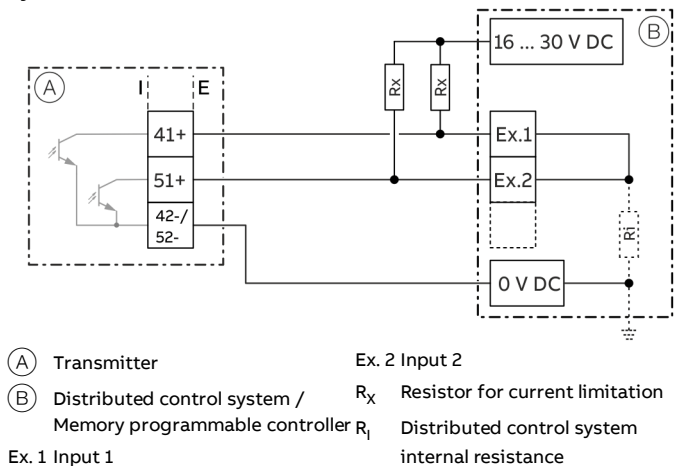 16 ... 30 V DC
B
A
I E
Rx Rx
41+
Ex.1
51+
Ex.2
42-/
52-
Ri
0 V DC
A Transmitter
B Distributed control system /
Memory programmable controller
Ex. 1 Input 1
Ex. 2 Input 2
RX Resistor for current limitation
RI Distributed control system
internal resistance